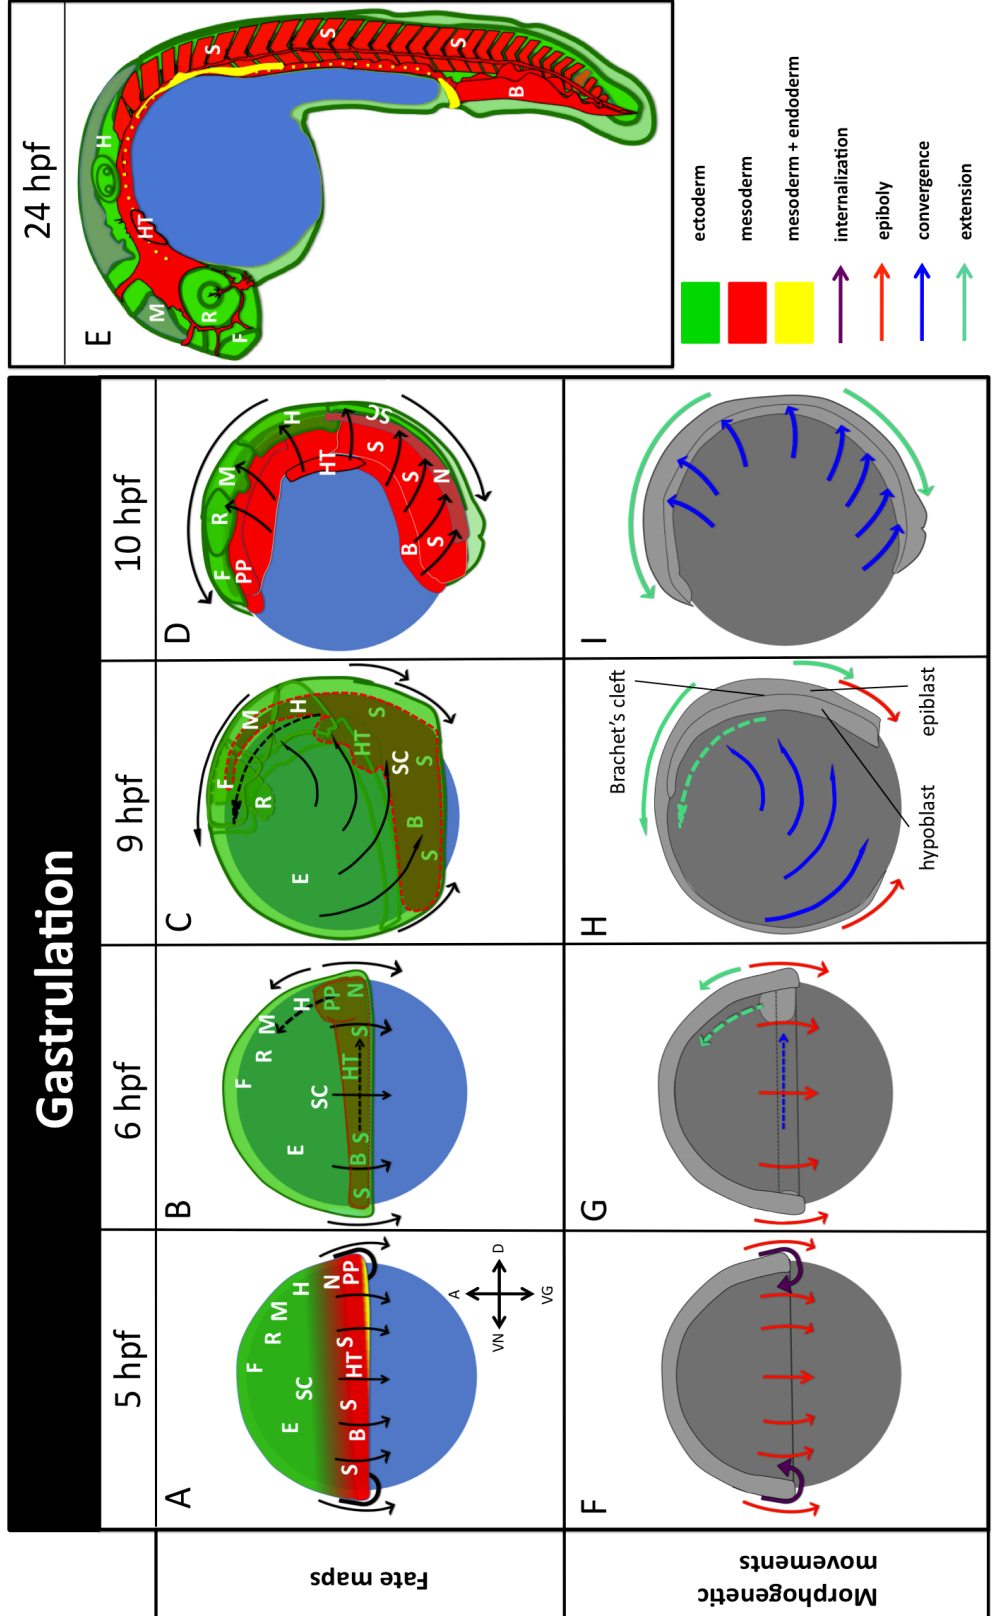 Gastrulation
5 hpf
6 hpf
9 hpf
10 hpf
24 hpf
Fate maps
A
F
R
M
H
E
SC
N
PP
S
B
S
HT
S
A
VN
D
VG
B
F
R
M
H
E
SC
PP
N
S
B
S
HT
S
C
F
M
H
R
E
HT
S
SC
S
B
S
D
F
PP
R
M
H
HT
SC
S
S
N
B
S
E
M
R
F
HT
H
S
S
S
B
Morphogenetic
movements
F
G
H
Brachet's cleft
hypoblast
epiblast
I
ectoderm
mesoderm
mesoderm + endoderm
internalization
epiboly
convergence
extension